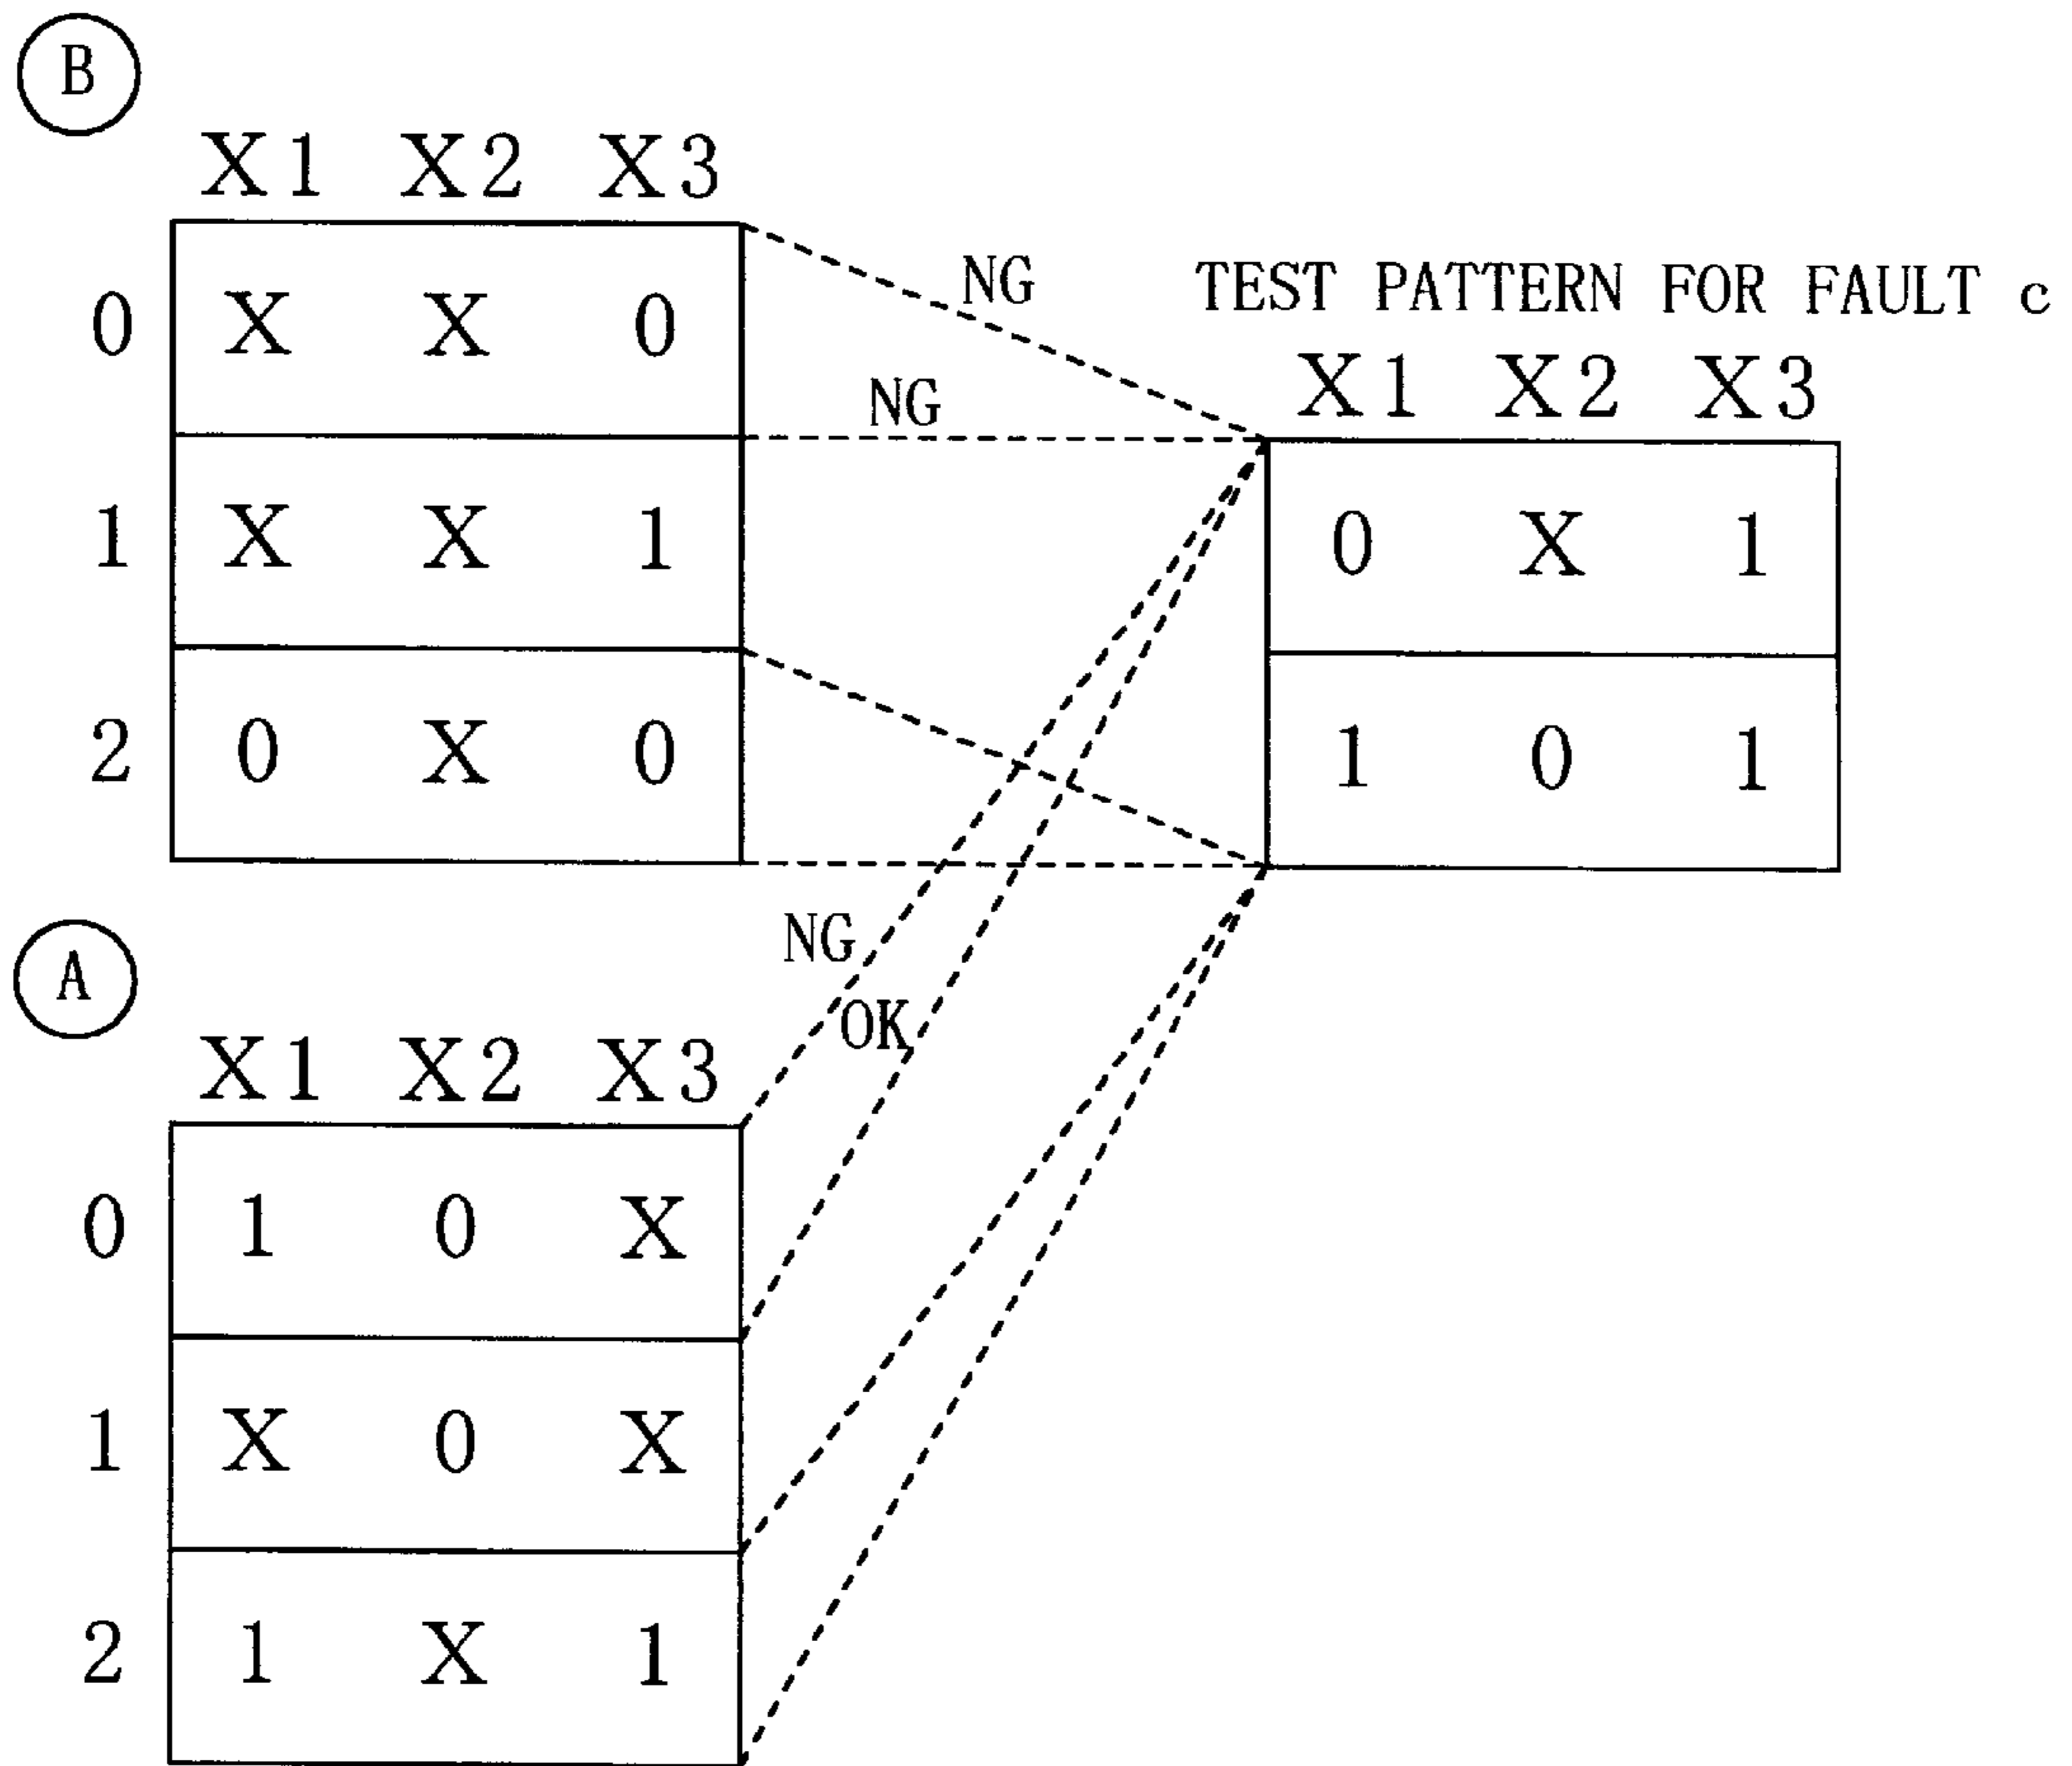 B
X1 X2 X3
0 X X 0
1 X X 1
2 0 X 0
NG
NG
TEST PATTERN FOR FAULT c
X1 X2 X3
0 X 1
1 0 1
NG
OK
A
X1 X2 X3
0 1 0 X
1 X 0 X
2 1 X 1